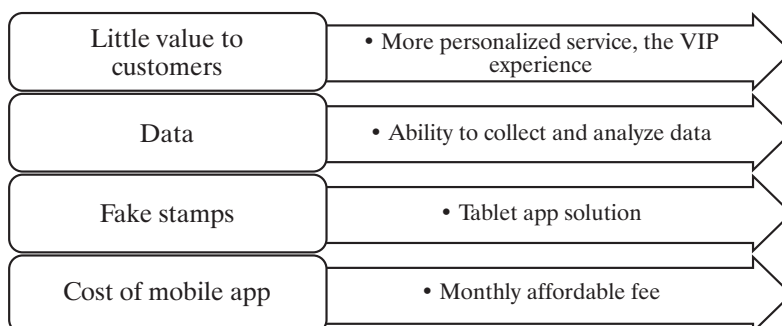 Little value to
customers
• More personalized service, the VIP
experience
Data
• Ability to collect and analyze data
Fake stamps
• Tablet app solution
Cost of mobile app
• Monthly affordable fee